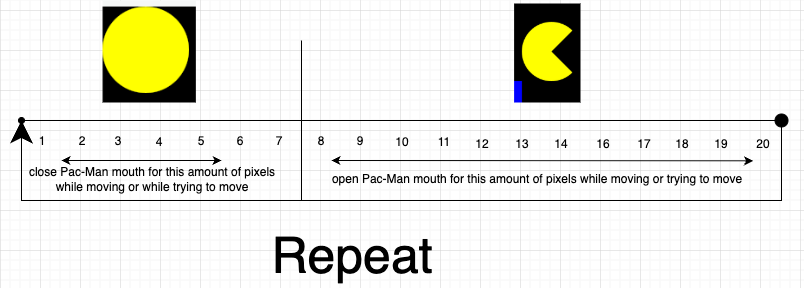 1 2 3 4 5 6 7 8 9 10 11 12 13 14 15 16 17 18 19 20
close Pac-Man mouth for this amount of pixels
while moving or while trying to move
open Pac-Man mouth for this amount of pixels while moving or trying to move
Repeat